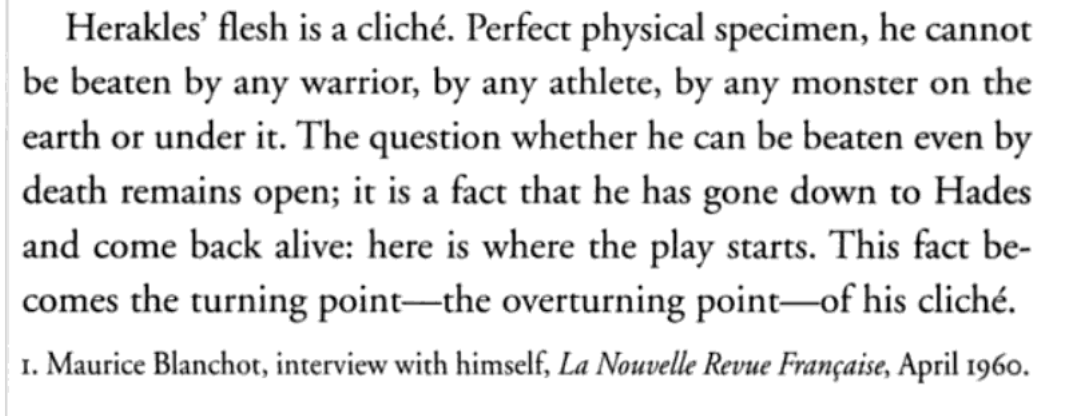 Herakles’ flesh is a cliché. Perfect physical specimen, he cannot
be beaten by any warrior, by any athlete, by any monster on the
earth or under it. The question whether he can be beaten even by
death remains open; it is a fact that he has gone down to Hades
and come back alive: here is where the play starts. This fact be-
comes the turning point—the overturning point—of his cliché.
1. Maurice Blanchot, interview with himself, La Nouvelle Revue Française, April 1960.